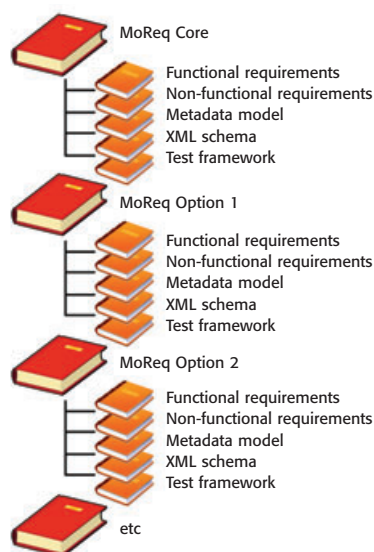 MoReq Core
Functional requirements
Non-functional requirements
Metadata model
XML schema
Test framework
MoReq Option 1
Functional requirements
Non-functional requirements
Metadata model
XML schema
Test framework
MoReq Option 2
Functional requirements
Non-functional requirements
Metadata model
XML schema
Test framework
etc